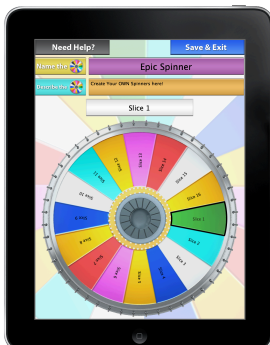 Need Help?
Save & Exit
Name the
Epic Spinner
Describe the
Create Your OWN Spinners here!
Slice 1
Slice 13
Slice 14
Slice 15
Slice 16
Slice 1
Slice 2
Slice 3
Slice 4
Slice 5
Slice 6
Slice 7
Slice 8
Slice 9
Slice 10
Slice 11
Slice 12